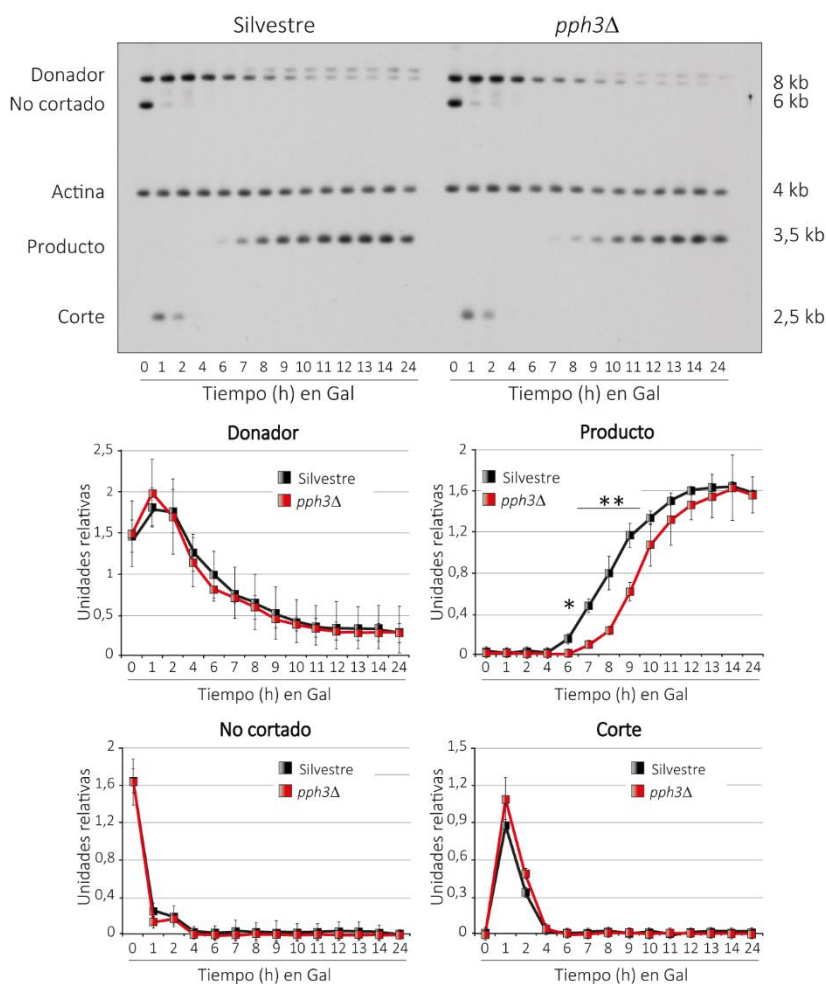 Silvestre pph3Δ
Donador 8 kb
No cortado 6 kb
Actina 4 kb
Producto 3,5 kb
Corte 2,5 kb
0 1 2 4 6 7 8 9 10 11 12 13 14 24 0 1 2 4 6 7 8 9 10 11 12 13 14 24
Tiempo (h) en Gal Tiempo (h) en Gal
Donador
Unidades relativas
2,5
2
1,5
1
0,5
0
Silvestre
pph3Δ
0 1 2 4 6 7 8 9 10 11 12 13 14 24
Tiempo (h) en Gal
Producto
Unidades relativas
2
1,6
1,2
0,8
0,4
0
Silvestre
pph3Δ
**
*
0 1 2 4 6 7 8 9 10 11 12 13 14 24
Tiempo (h) en Gal
No cortado
Unidades relativas
2
1,6
1,2
0,8
0,4
0
Silvestre
pph3Δ
0 1 2 4 6 7 8 9 10 11 12 13 14 24
Tiempo (h) en Gal
Corte
Unidades relativas
1,5
1,2
0,9
0,6
0,3
0
Silvestre
pph3Δ
0 1 2 4 6 7 8 9 10 11 12 13 14 24
Tiempo (h) en Gal